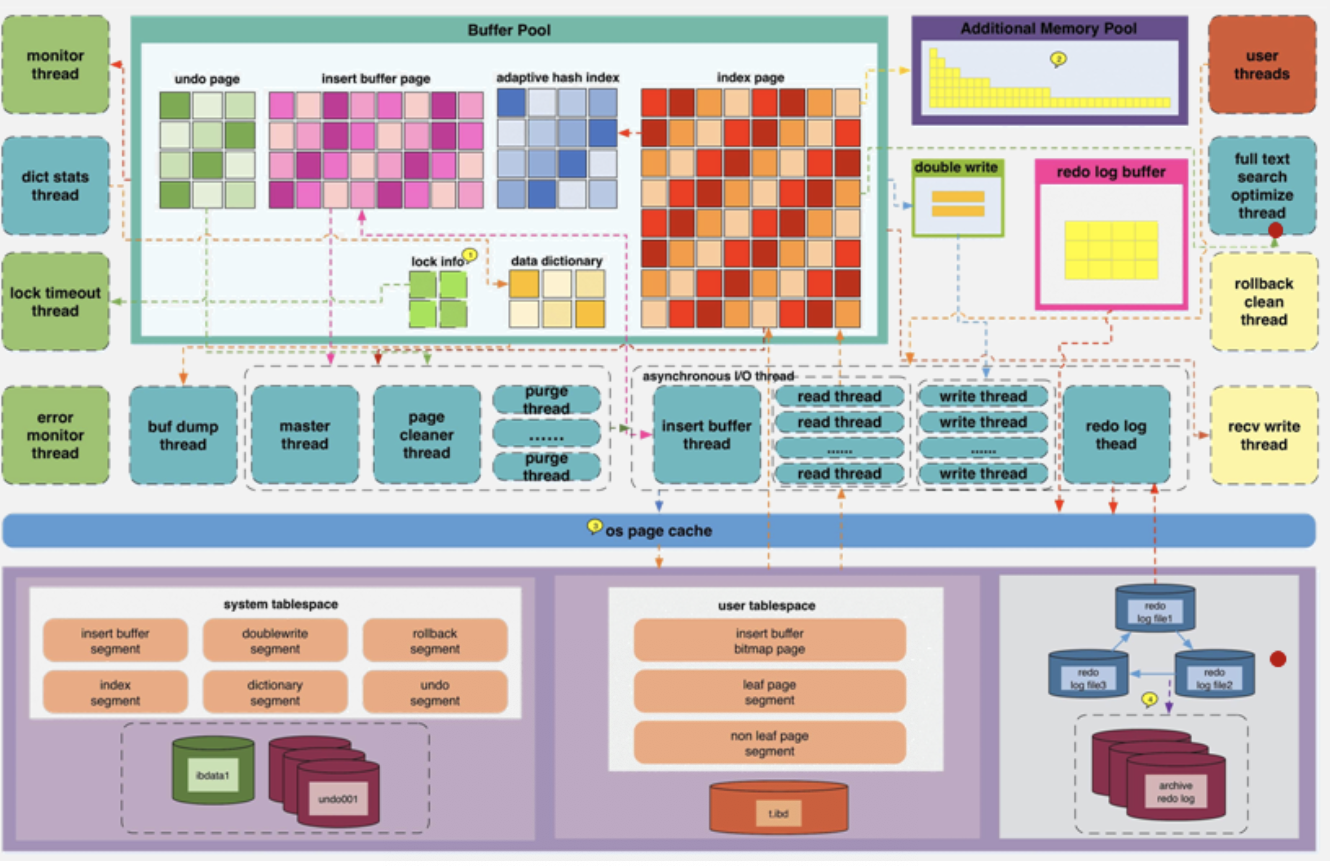 monitor
thread
dict stats
thread
lock timeout
thread
error
monitor
thread
Buffer Pool
undo page
insert buffer page
adaptive hash index
index page
lock info
1
data dictionary
Additional Memory Pool
2
double write
redo log buffer
user
threads
full text
search
optimize
thread
rollback
clean
thread
recv write
thread
buf dump
thread
master
thread
page
cleaner
thread
purge
thread
......
purge
thread
asynchronous I/O thread
insert buffer
thread
read thread
read thread
......
read thread
write thread
write thread
......
write thread
redo log
thead
3
os page cache
system tablespace
insert buffer
segment
doublewrite
segment
rollback
segment
index
segment
dictionary
segment
undo
segment
ibdata1
undo001
user tablespace
insert buffer
bitmap page
leaf page
segment
non leaf page
segment
t.ibd
redo
log file1
redo
log file3
redo
log file2
4
archive
redo log